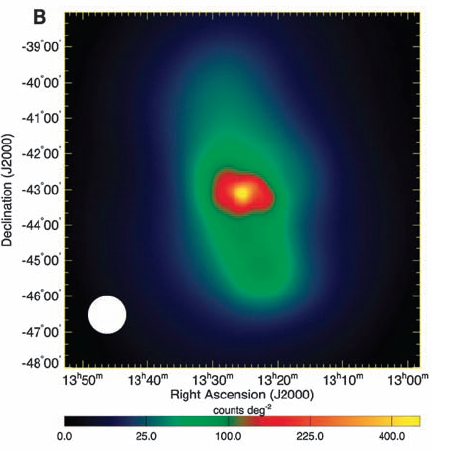 B
Declination (J2000)
-39°00'
-40°00'
-41°00'
-42°00'
-43°00'
-44°00'
-45°00'
-46°00'
-47°00'
-48°00'
13ʰ50ᵐ 13ʰ40ᵐ 13ʰ30ᵐ 13ʰ20ᵐ 13ʰ10ᵐ 13ʰ00ᵐ
Right Ascension (J2000)
counts deg⁻²
0.0 25.0 100.0 225.0 400.0